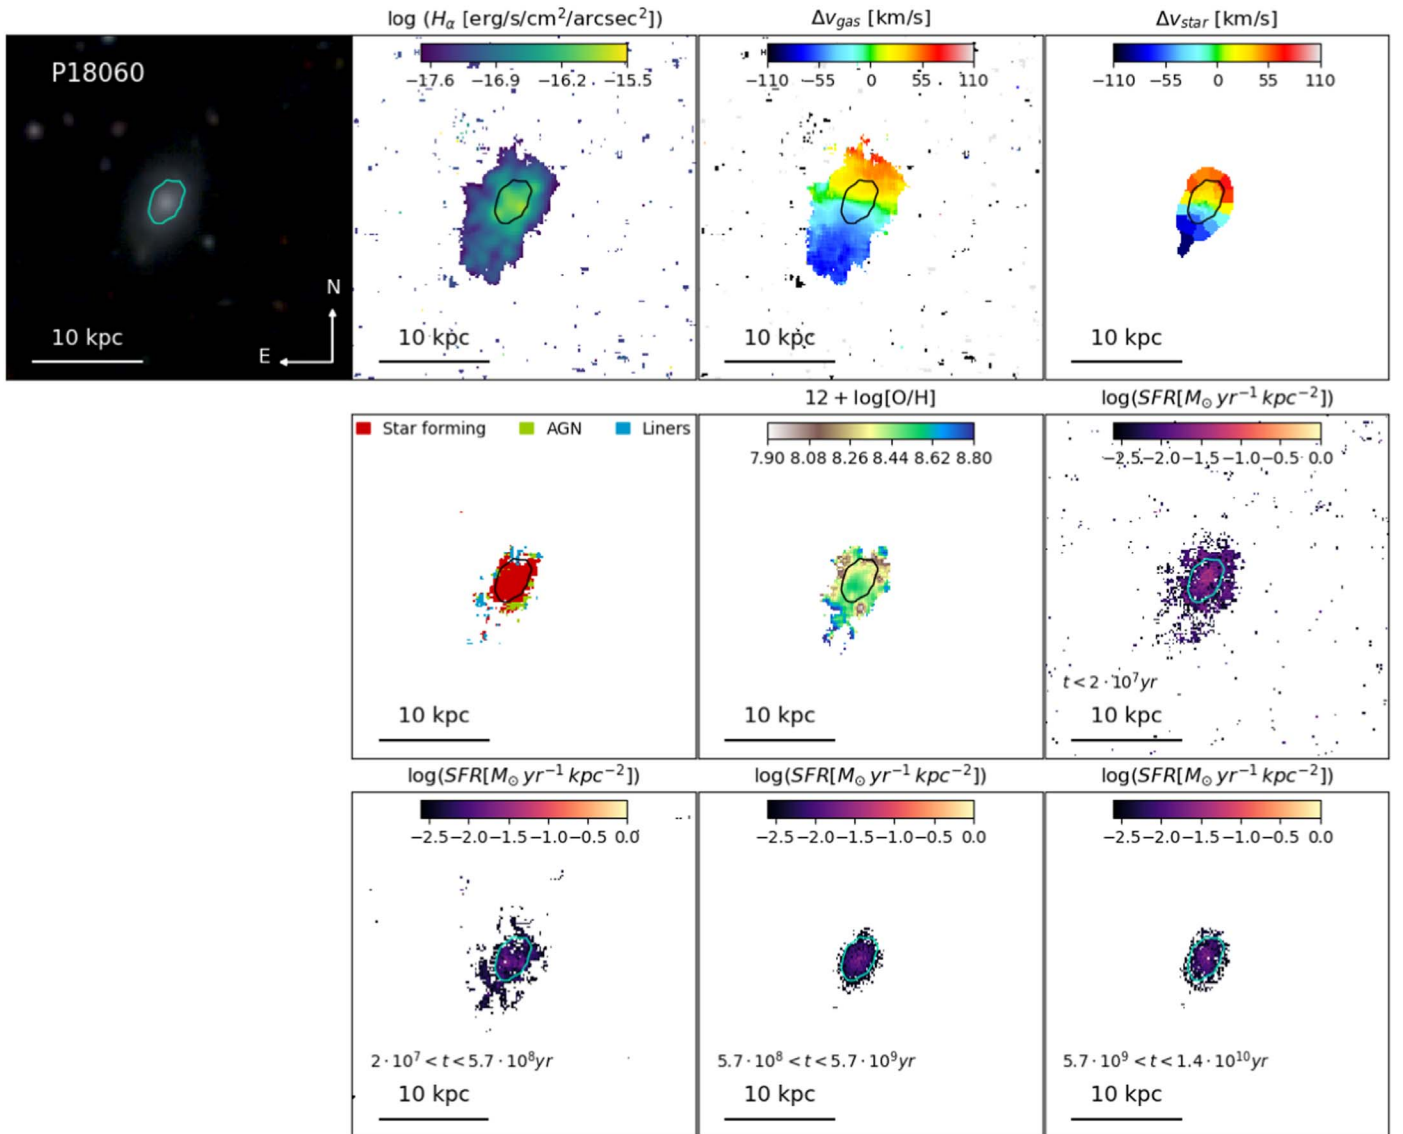 log (Hα [erg/s/cm²/arcsec²])
Δv_gas [km/s]
Δv_star [km/s]
P18060
−17.6 −16.9 −16.2 −15.5
−110 −55 0 55 110
−110 −55 0 55 110
N
E
10 kpc
10 kpc
10 kpc
10 kpc
12 + log[O/H]
log(SFR[M⊙ yr⁻¹ kpc⁻²])
Star forming AGN Liners
7.90 8.08 8.26 8.44 8.62 8.80
−2.5 −2.0 −1.5 −1.0 −0.5 0.0
t < 2 · 10⁷yr
10 kpc
10 kpc
10 kpc
log(SFR[M⊙ yr⁻¹ kpc⁻²])
log(SFR[M⊙ yr⁻¹ kpc⁻²])
log(SFR[M⊙ yr⁻¹ kpc⁻²])
−2.5 −2.0 −1.5 −1.0 −0.5 0.0
−2.5 −2.0 −1.5 −1.0 −0.5 0.0
−2.5 −2.0 −1.5 −1.0 −0.5 0.0
2 · 10⁷ < t < 5.7 · 10⁸yr
5.7 · 10⁸ < t < 5.7 · 10⁹yr
5.7 · 10⁹ < t < 1.4 · 10¹⁰yr
10 kpc
10 kpc
10 kpc